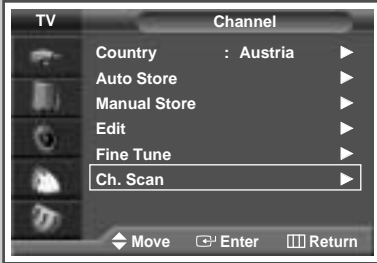 TV Channel
Country : Austria
Auto Store
Manual Store
Edit
Fine Tune
Ch. Scan
Move Enter Return